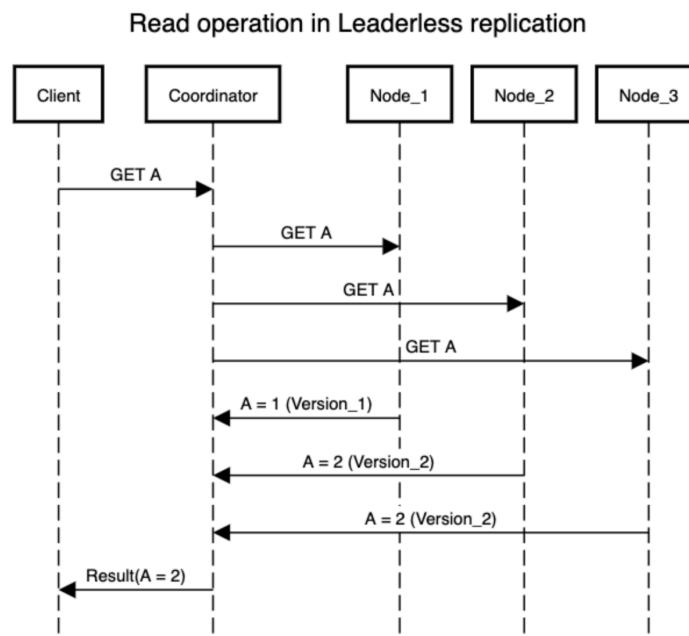 Read operation in Leaderless replication
Client
Coordinator
Node_1
Node_2
Node_3
GET A
GET A
GET A
GET A
A = 1 (Version_1)
A = 2 (Version_2)
A = 2 (Version_2)
Result(A = 2)